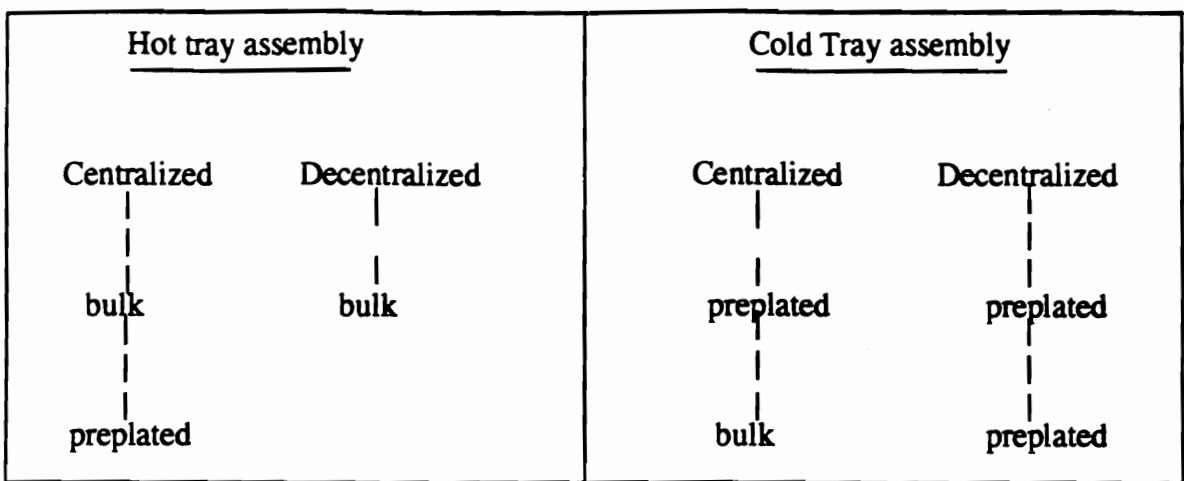 Hot tray assembly
Centralized Decentralized
bulk bulk
preplated
Cold Tray assembly
Centralized Decentralized
preplated preplated
bulk preplated